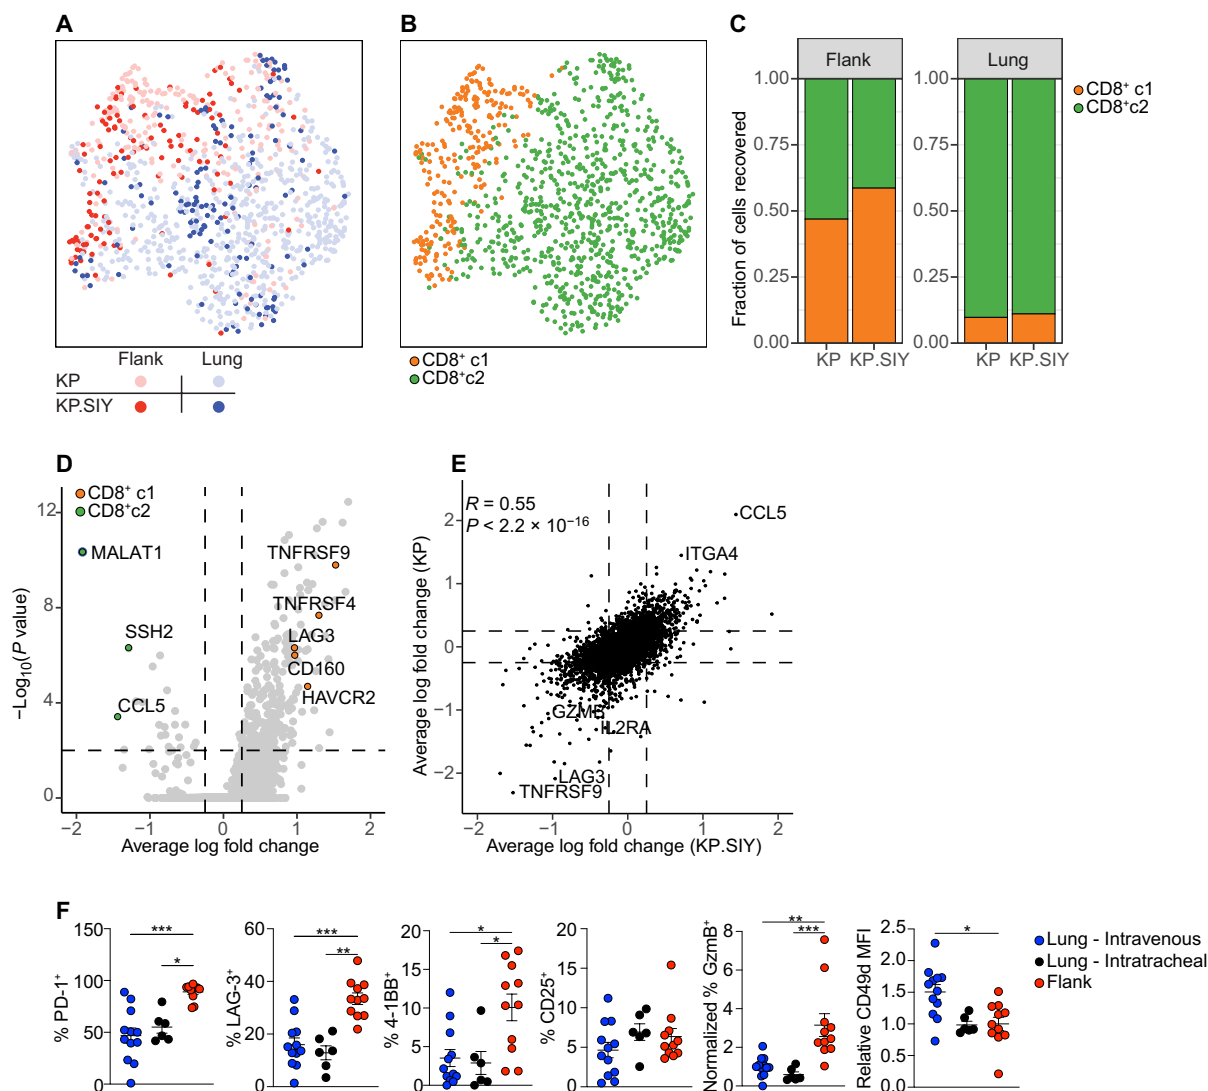 A
Flank Lung
KP
KP.SIY
B
CD8⁺ c1
CD8⁺c2
C
Flank
Lung
Fraction of cells recovered
1.00
0.75
0.50
0.25
0.00
KP KP.SIY
1.00
0.75
0.50
0.25
0.00
KP KP.SIY
CD8⁺ c1
CD8⁺c2
D
CD8⁺ c1
CD8⁺c2
MALAT1
TNFRSF9
TNFRSF4
SSH2
LAG3
CD160
HAVCR2
CCL5
−Log₁₀(P value)
12
8
4
0
−2 −1 0 1 2
Average log fold change
E
R = 0.55
P < 2.2 × 10⁻¹⁶
CCL5
ITGA4
GZMB
IL2RA
LAG3
TNFRSF9
Average log fold change (KP)
2
1
0
−1
−2
−2 −1 0 1 2
Average log fold change (KP.SIY)
F
% PD-1⁺
150
100
50
0
***
*
% LAG-3⁺
60
40
20
0
***
**
% 4-1BB⁺
20
15
10
5
0
*
*
% CD25⁺
20
15
10
5
0
Normalized % GzmB⁺
8
6
4
2
0
**
***
Relative CD49d MFI
2.5
2.0
1.5
1.0
0.5
0.0
*
Lung - Intravenous
Lung - Intratracheal
Flank